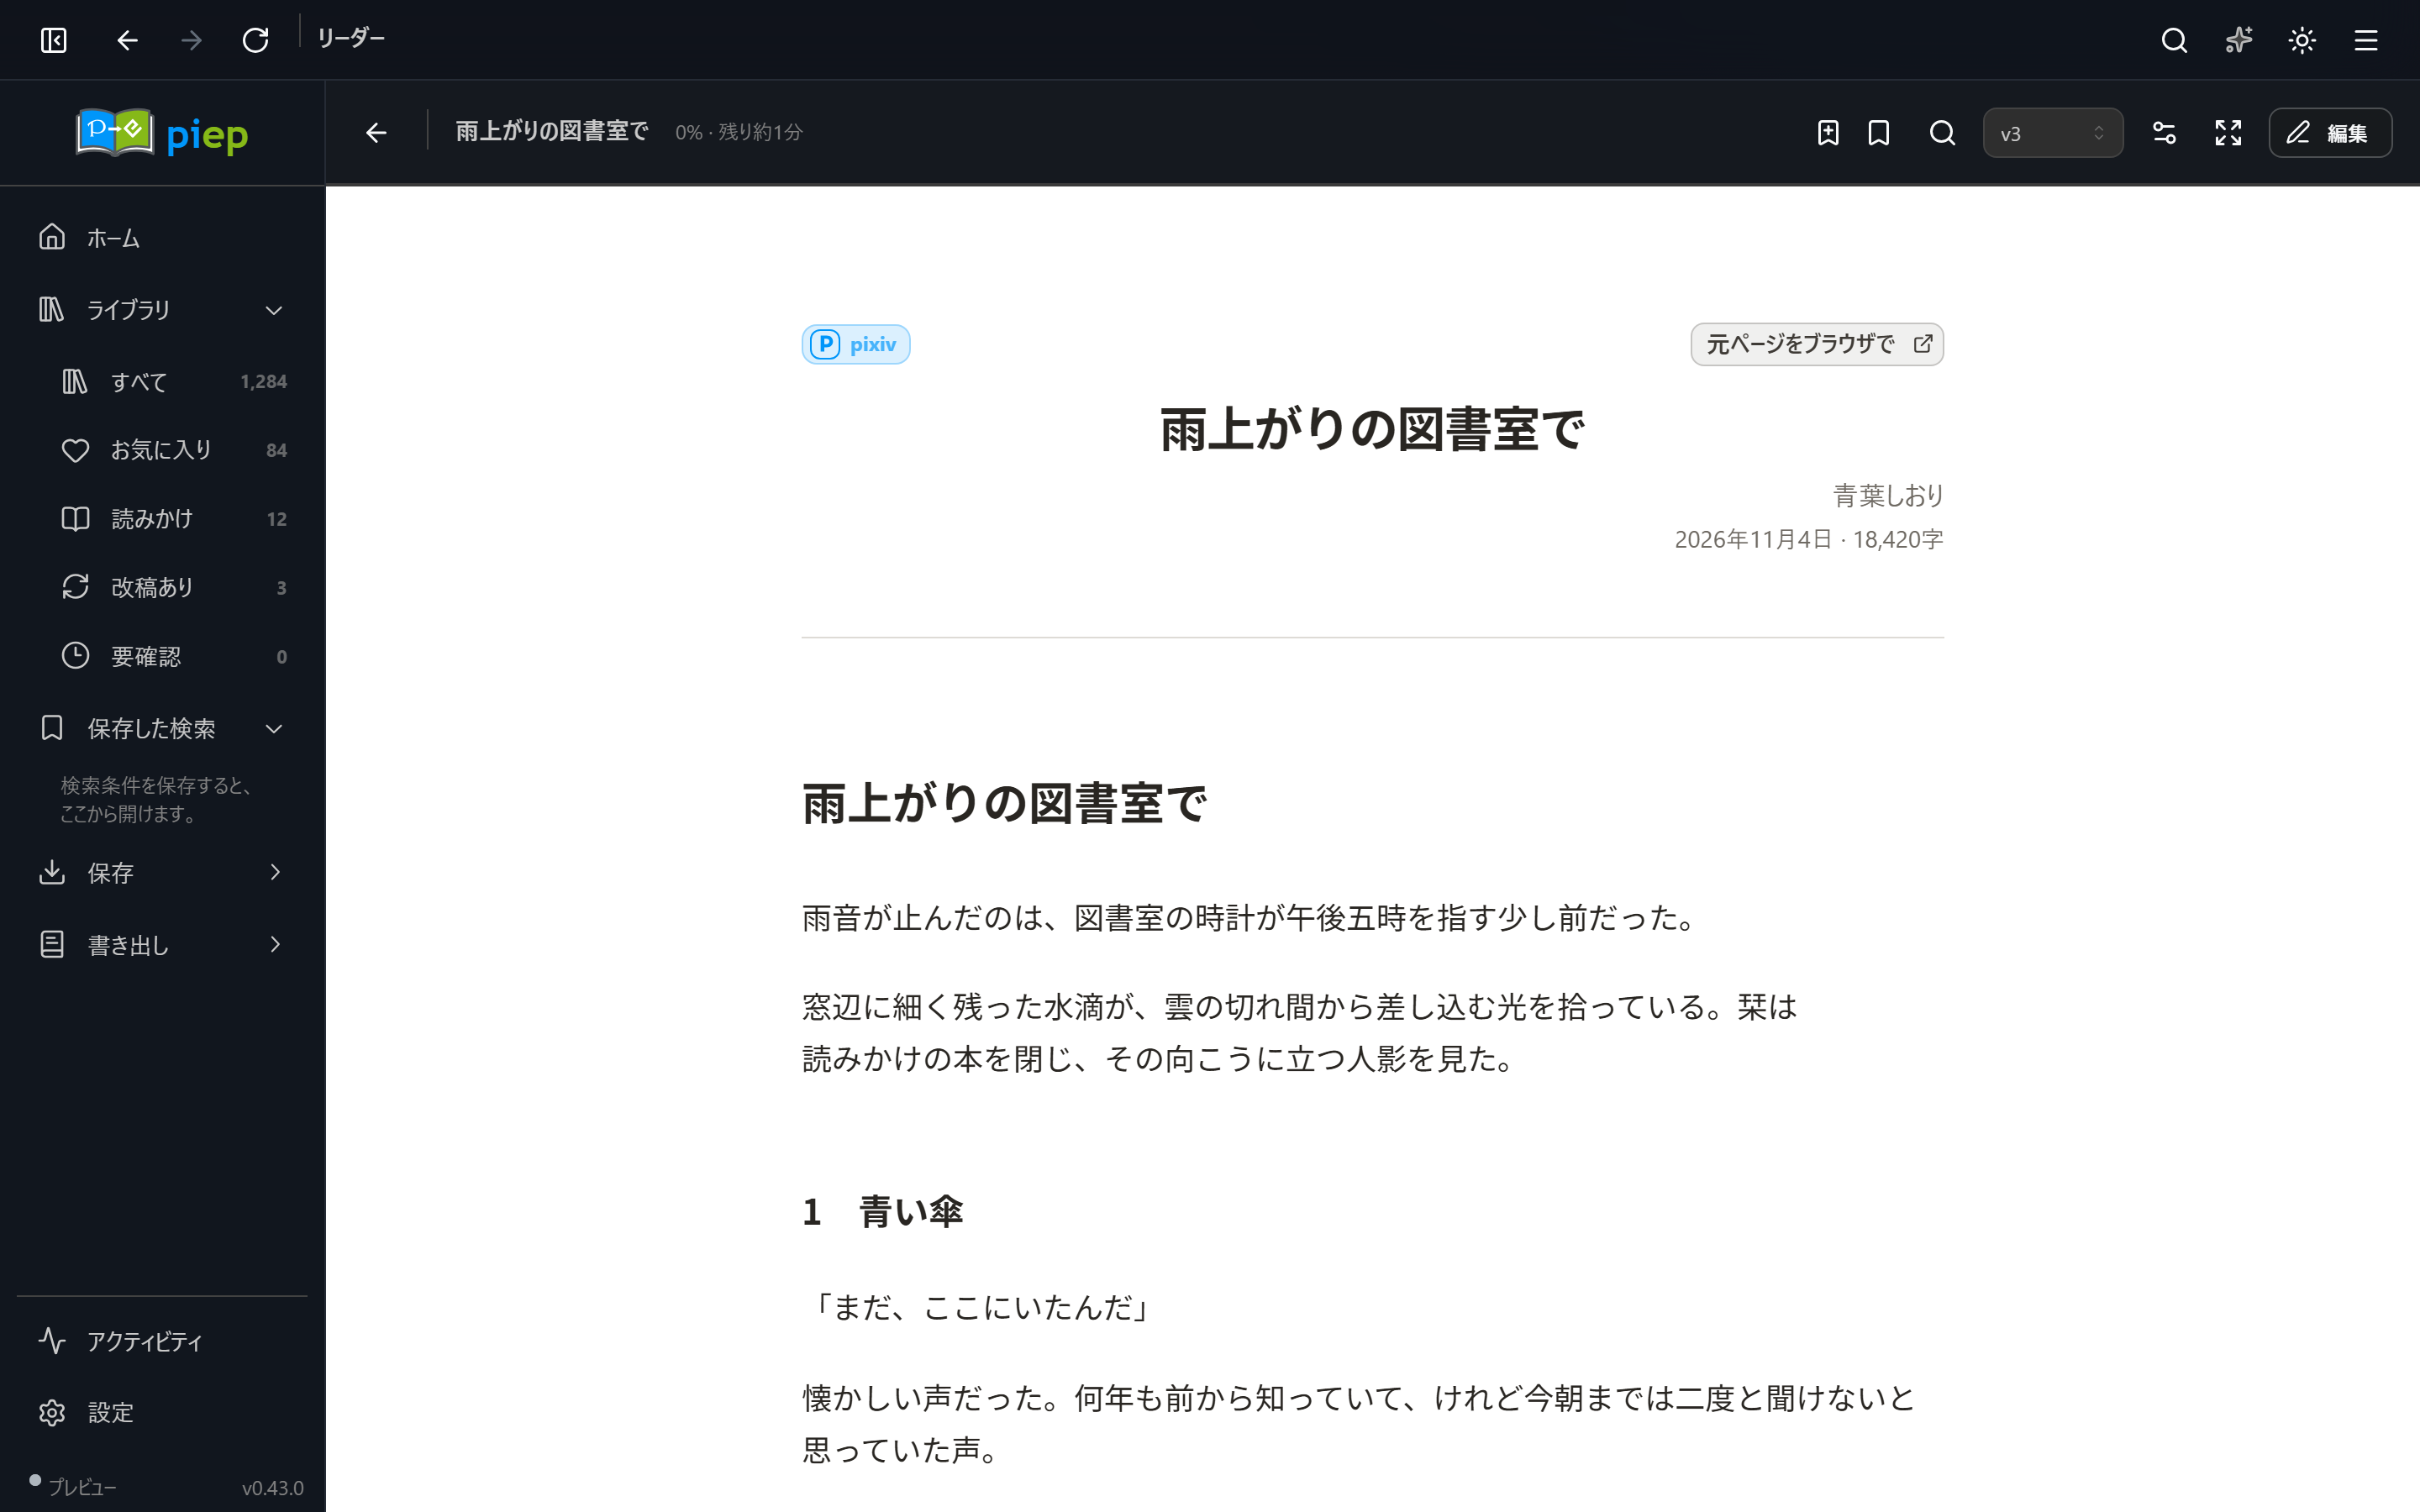 リーダー
piep
雨上がりの図書室で
0% · 残り約1分
v3
編集
ホーム
ライブラリ
すべて 1,284
お気に入り 84
読みかけ 12
改稿あり 3
要確認 0
保存した検索
検索条件を保存すると、
ここから開けます。
保存
書き出し
アクティビティ
設定
プレビュー v0.43.0
P pixiv
元ページをブラウザで
雨上がりの図書室で
青葉しおり
2026年11月4日 · 18,420字
雨上がりの図書室で
雨音が止んだのは、図書室の時計が午後五時を指す少し前だった。
窓辺に細く残った水滴が、雲の切れ間から差し込む光を拾っている。栞は
読みかけの本を閉じ、その向こうに立つ人影を見た。
1　青い傘
「まだ、ここにいたんだ」
懐かしい声だった。何年も前から知っていて、けれど今朝までは二度と聞けないと
思っていた声。